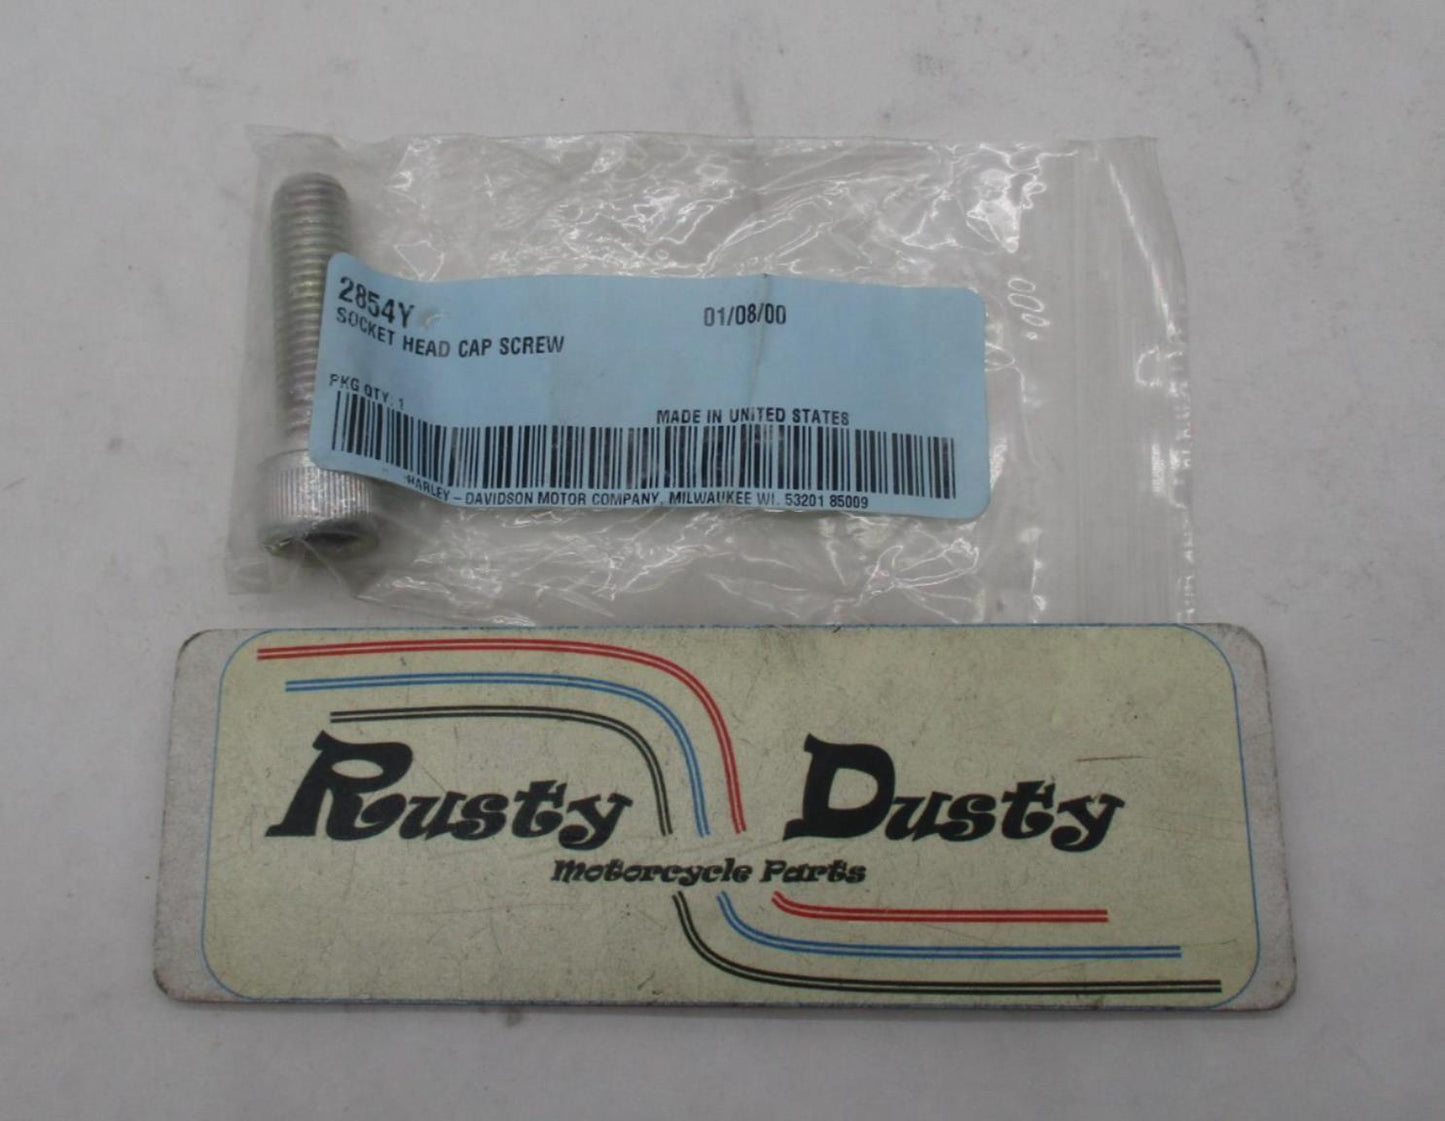 2854Y
01/08/00
SOCKET HEAD CAP SCREW
PKG QTY: 1
MADE IN UNITED STATES
HARLEY - DAVIDSON MOTOR COMPANY, MILWAUKEE WI. 53201 85009
Rusty Dusty
Motorcycle Parts